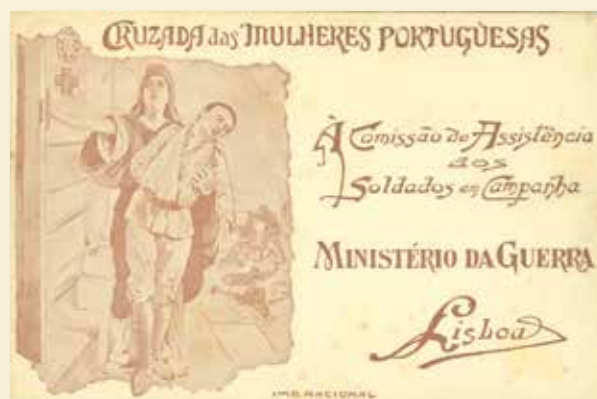 CRUZADA das MULHERES PORTUGUESAS
À Comissão de Assistência
aos
Soldados em Campanha
MINISTÉRIO DA GUERRA
Lisboa
IMP. NACIONAL